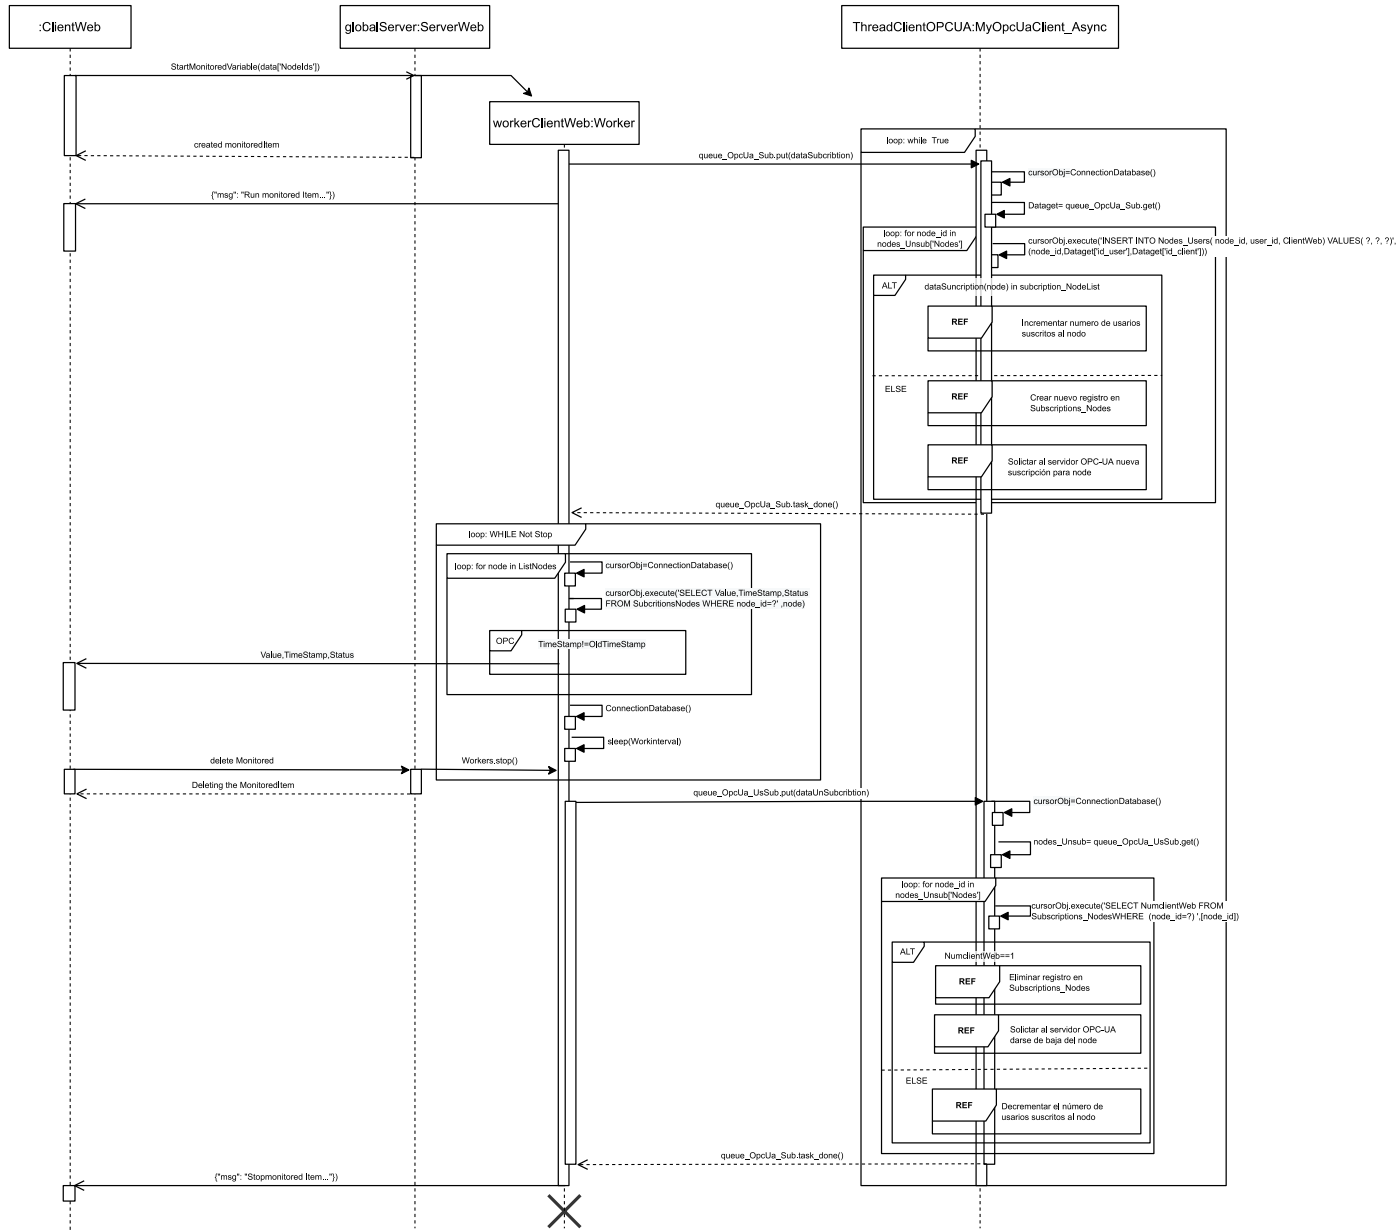 :ClientWeb
globalServer:ServerWeb
ThreadClientOPCUA:MyOpcUaClient_Async
StartMonitoredVariable(data['NodeIds'])
workerClientWeb:Worker
created monitoredItem
loop: while True
queue_OpcUa_Sub.put(dataSubcribtion)
cursorObj=ConnectionDatabase()
{"msg": "Run monitored Item..."})
Dataget= queue_OpcUa_Sub.get()
loop: for node_id in
nodes_Unsub['Nodes']
cursorObj.execute('INSERT INTO Nodes_Users( node_id, user_id, ClientWeb) VALUES( ?, ?, ?)',
(node_id,Dataget['id_user'],Dataget['id_client']))
ALT
dataSuncription(node) in subcription_NodeList
REF
Incrementar numero de usarios
suscritos al nodo
ELSE
REF
Crear nuevo registro en
Subscriptions_Nodes
REF
Solictar al servidor OPC-UA nueva
suscripción para node
queue_OpcUa_Sub.task_done()
loop: WHILE Not Stop
loop: for node in ListNodes
cursorObj=ConnectionDatabase()
cursorObj.execute('SELECT Value,TimeStamp,Status
FROM SubcritionsNodes WHERE node_id=?' ,node)
OPC
TimeStamp!=OldTimeStamp
Value,TimeStamp,Status
ConnectionDatabase()
sleep(Workinterval)
delete Monitored
Workers.stop()
Deleting the MonitoredItem
queue_OpcUa_UsSub.put(dataUnSubcribtion)
cursorObj=ConnectionDatabase()
nodes_Unsub= queue_OpcUa_UsSub.get()
loop: for node_id in
nodes_Unsub['Nodes']
cursorObj.execute('SELECT NumclientWeb FROM
Subscriptions_NodesWHERE (node_id=?) ',[node_id])
ALT
NumclientWeb==1
REF
Eliminar registro en
Subscriptions_Nodes
REF
Solictar al servidor OPC-UA
darse de baja del node
ELSE
REF
Decrementar el número de
usarios suscritos al nodo
queue_OpcUa_Sub.task_done()
{"msg": "Stopmonitored Item..."})